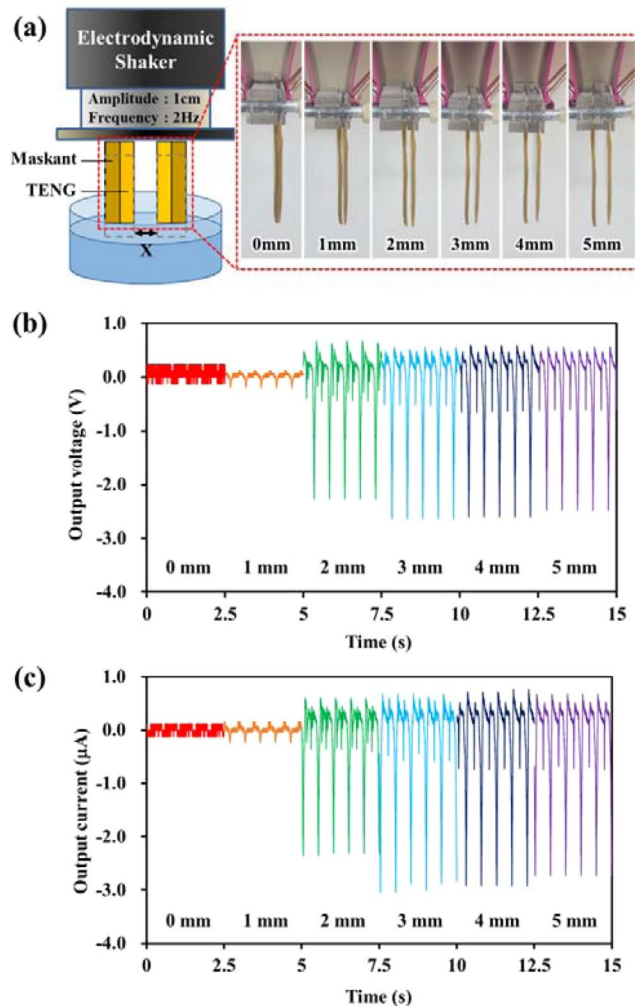 (a)
Electrodynamic
Shaker
Amplitude : 1cm
Frequency : 2Hz
Maskant
TENG
X
0mm 1mm 2mm 3mm 4mm 5mm
(b)
Output voltage (V)
1.0
0.0
-1.0
-2.0
-3.0
-4.0
0 mm 1 mm 2 mm 3 mm 4 mm 5 mm
0 2.5 5 7.5 10 12.5 15
Time (s)
(c)
Output current (μA)
1.0
0.0
-1.0
-2.0
-3.0
-4.0
0 mm 1 mm 2 mm 3 mm 4 mm 5 mm
0 2.5 5 7.5 10 12.5 15
Time (s)